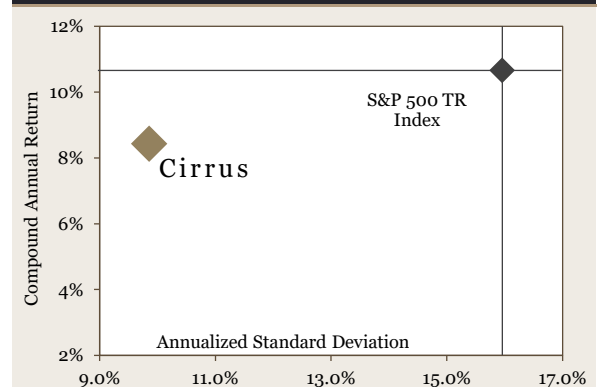 12%
10%
8%
6%
4%
2%
Compound Annual Return
S&P 500 TR
Index
Cirrus
Annualized Standard Deviation
9.0%
11.0%
13.0%
15.0%
17.0%